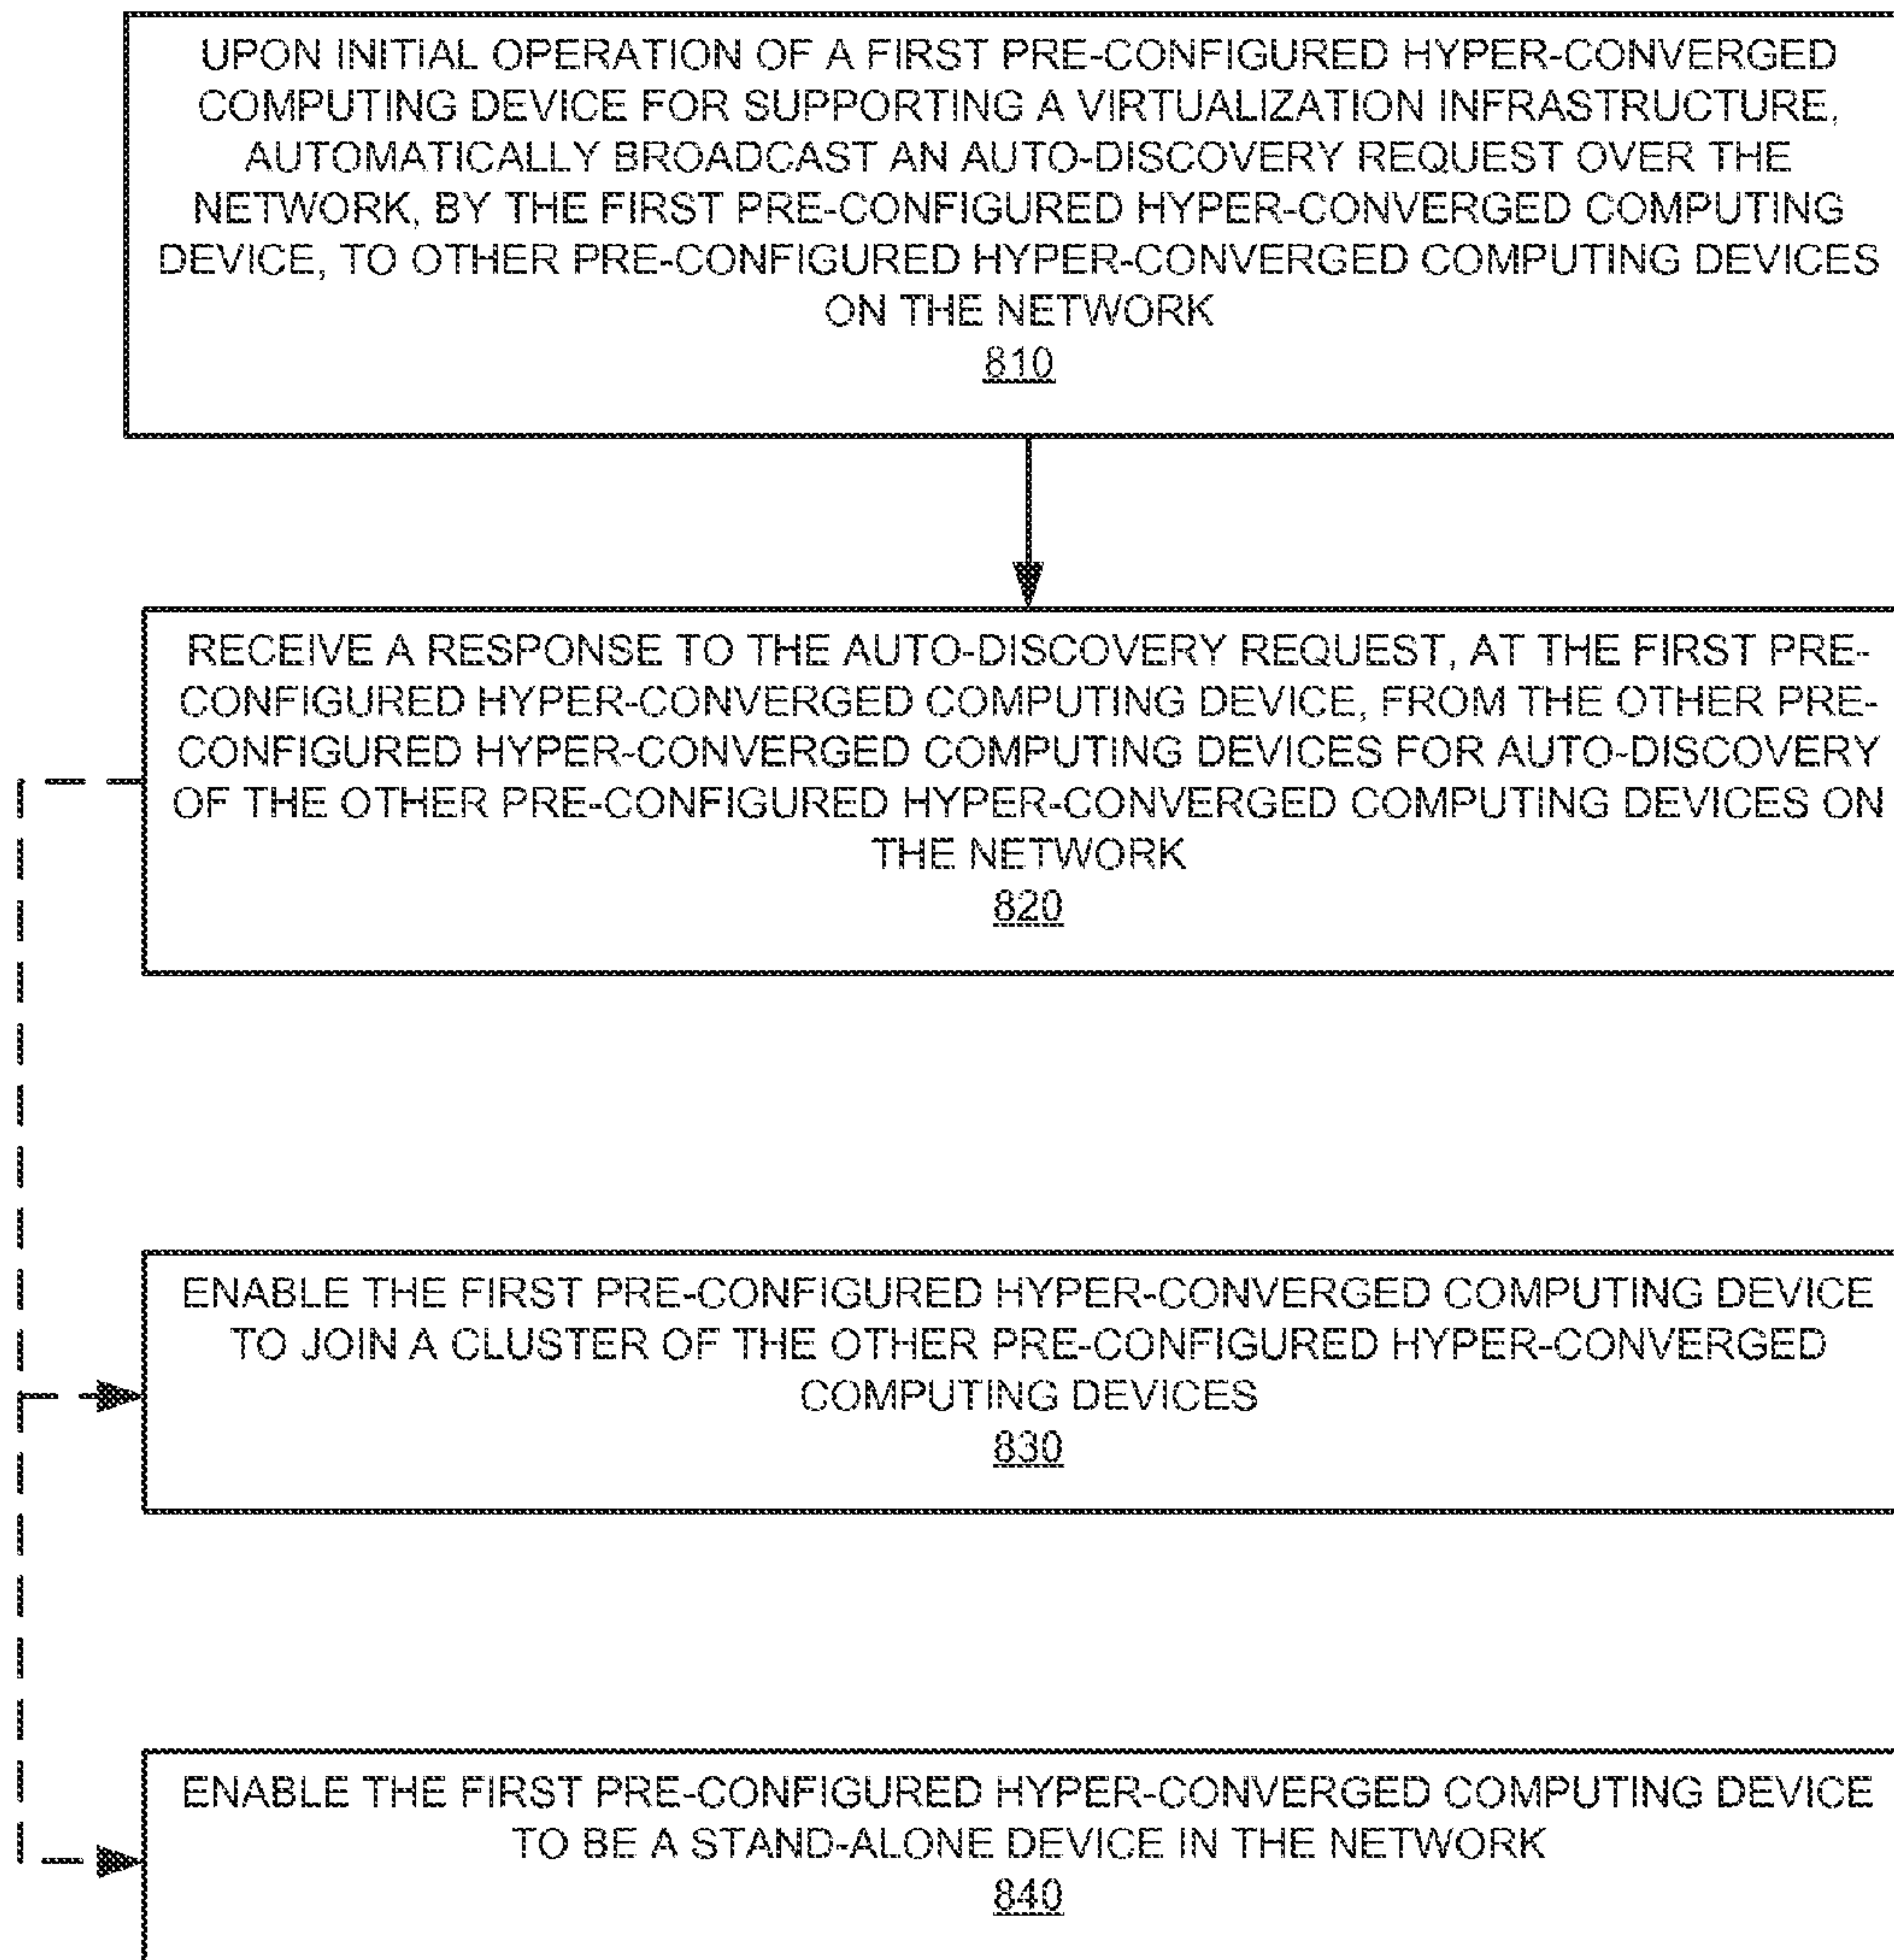 UPON INITIAL OPERATION OF A FIRST PRE-CONFIGURED HYPER-CONVERGED
COMPUTING DEVICE FOR SUPPORTING A VIRTUALIZATION INFRASTRUCTURE,
AUTOMATICALLY BROADCAST AN AUTO-DISCOVERY REQUEST OVER THE
NETWORK, BY THE FIRST PRE-CONFIGURED HYPER-CONVERGED COMPUTING
DEVICE, TO OTHER PRE-CONFIGURED HYPER-CONVERGED COMPUTING DEVICES
ON THE NETWORK
810
RECEIVE A RESPONSE TO THE AUTO-DISCOVERY REQUEST, AT THE FIRST PRE-
CONFIGURED HYPER-CONVERGED COMPUTING DEVICE, FROM THE OTHER PRE-
CONFIGURED HYPER-CONVERGED COMPUTING DEVICES FOR AUTO-DISCOVERY
OF THE OTHER PRE-CONFIGURED HYPER-CONVERGED COMPUTING DEVICES ON
THE NETWORK
820
ENABLE THE FIRST PRE-CONFIGURED HYPER-CONVERGED COMPUTING DEVICE
TO JOIN A CLUSTER OF THE OTHER PRE-CONFIGURED HYPER-CONVERGED
COMPUTING DEVICES
830
ENABLE THE FIRST PRE-CONFIGURED HYPER-CONVERGED COMPUTING DEVICE
TO BE A STAND-ALONE DEVICE IN THE NETWORK
840